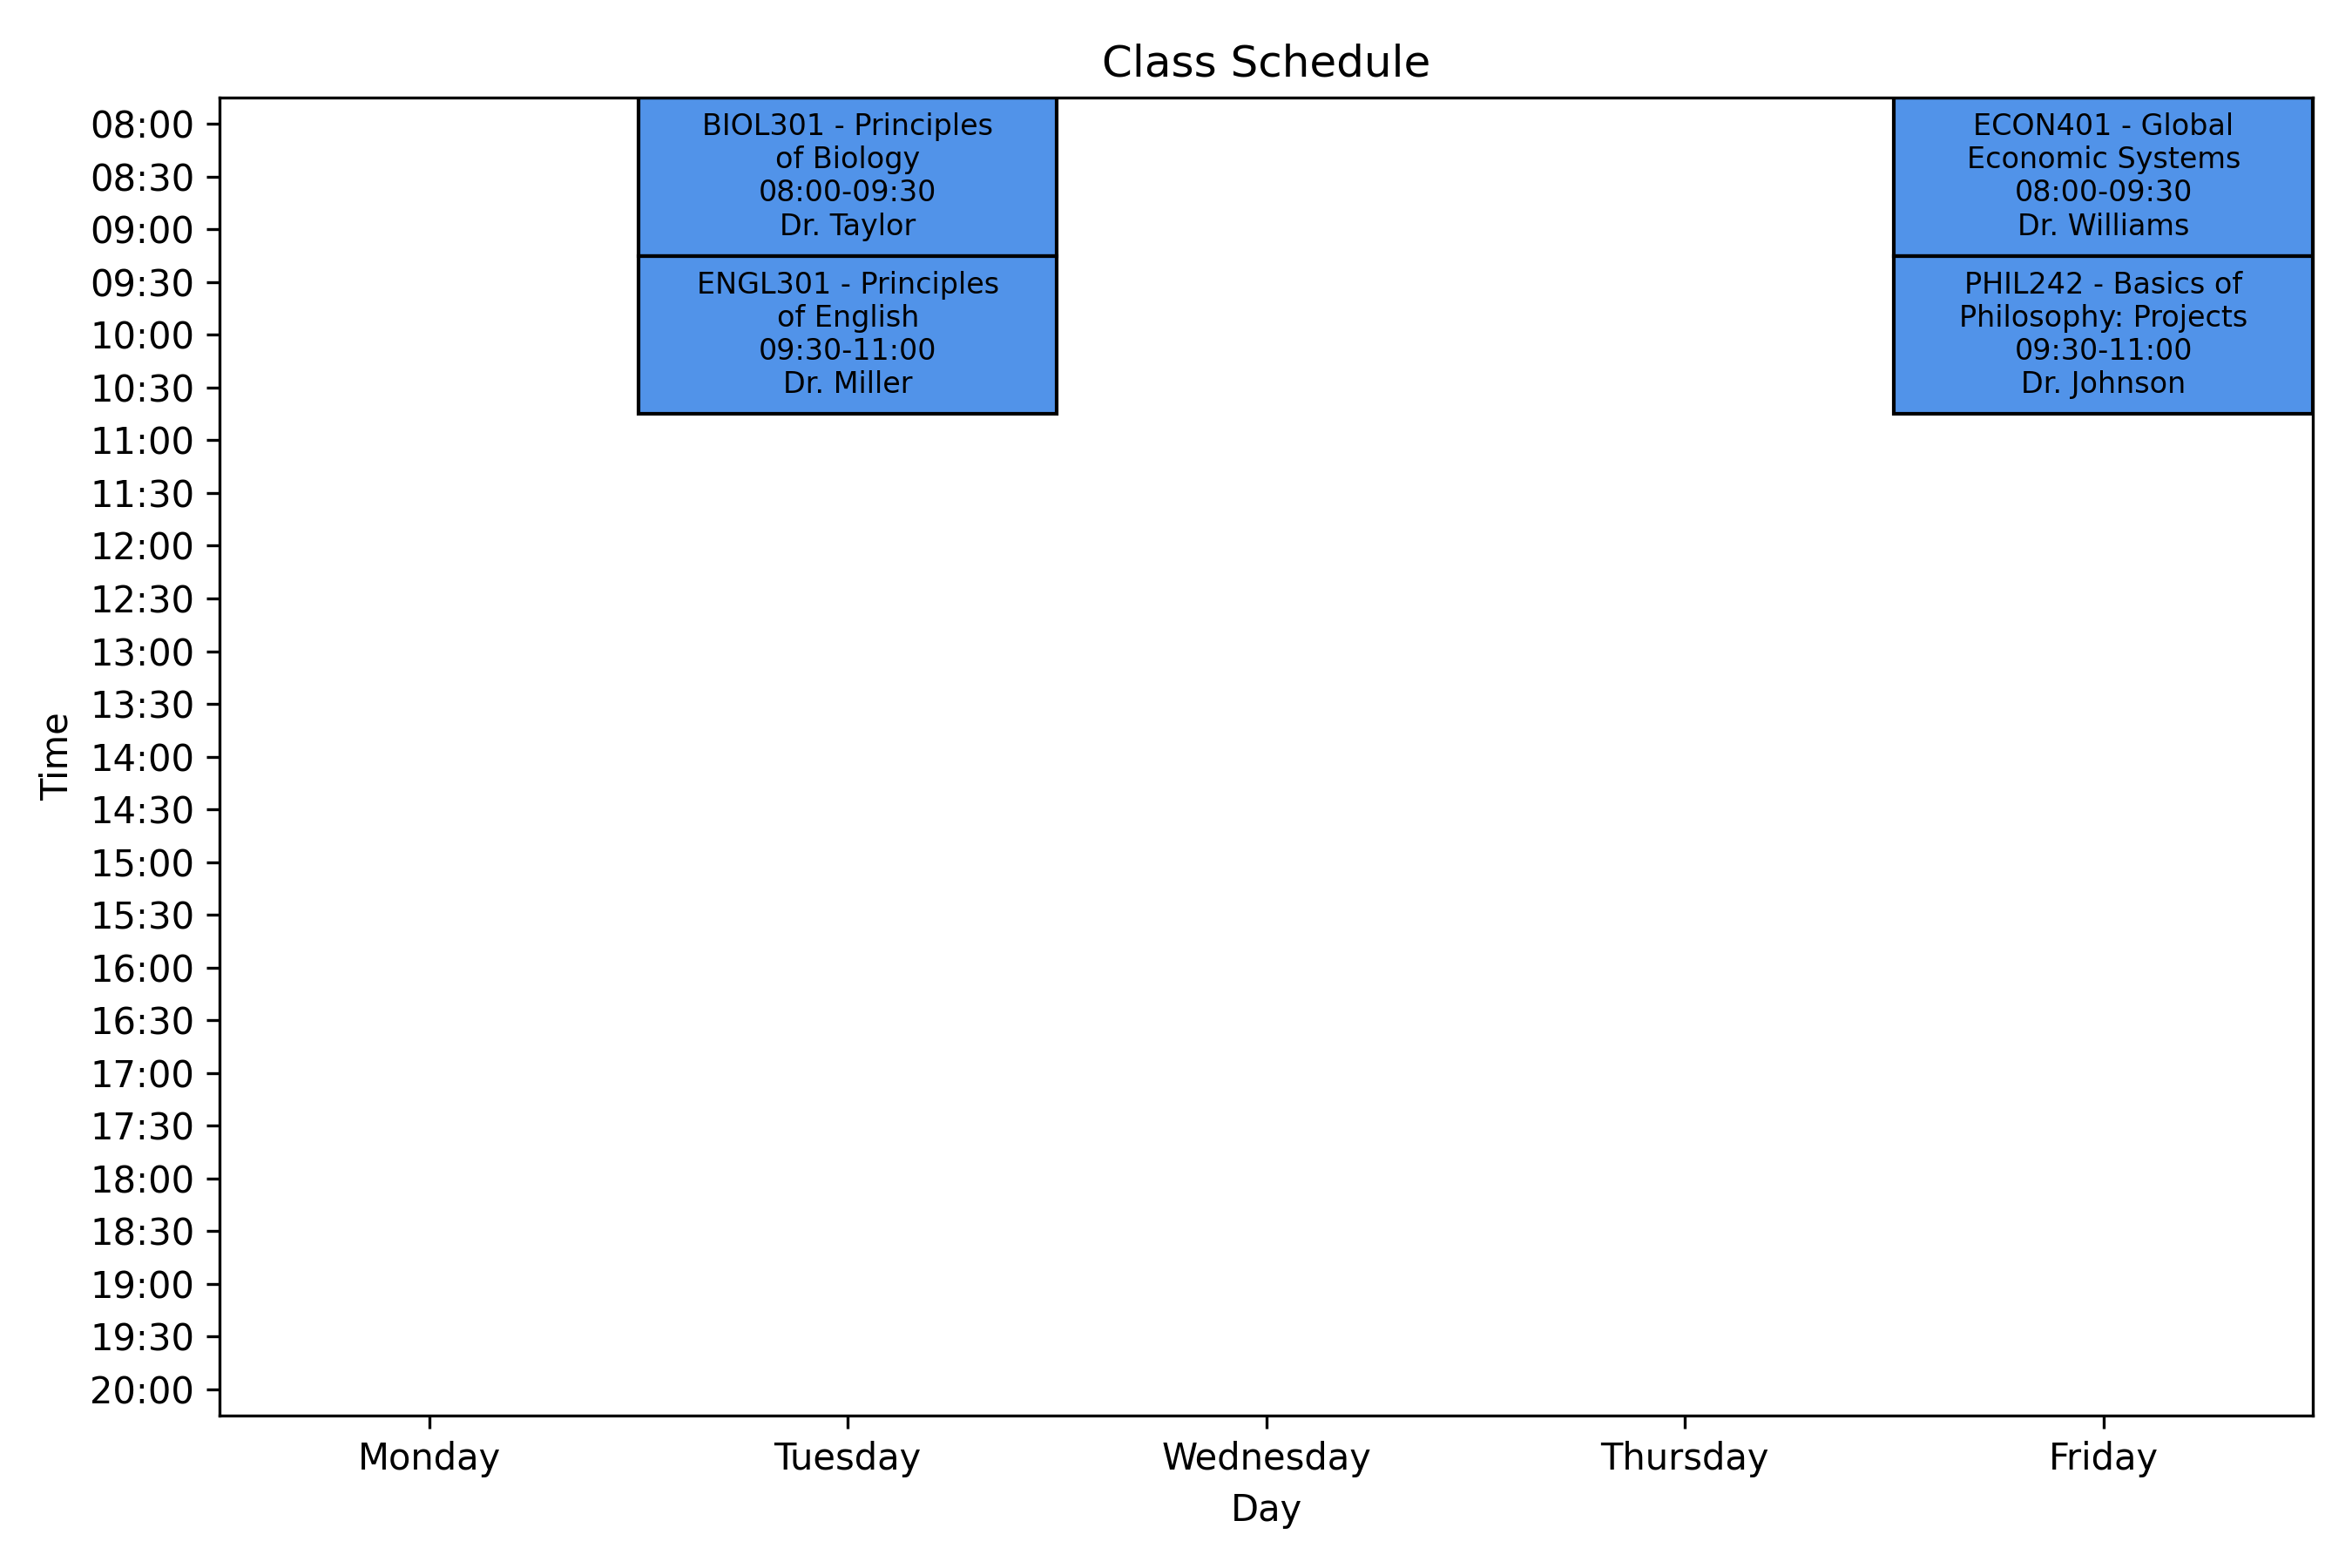 Class Schedule
Time
08:00
08:30
09:00
09:30
10:00
10:30
11:00
11:30
12:00
12:30
13:00
13:30
14:00
14:30
15:00
15:30
16:00
16:30
17:00
17:30
18:00
18:30
19:00
19:30
20:00
BIOL301 - Principles
of Biology
08:00-09:30
Dr. Taylor
ENGL301 - Principles
of English
09:30-11:00
Dr. Miller
ECON401 - Global
Economic Systems
08:00-09:30
Dr. Williams
PHIL242 - Basics of
Philosophy: Projects
09:30-11:00
Dr. Johnson
Monday
Tuesday
Wednesday
Thursday
Friday
Day